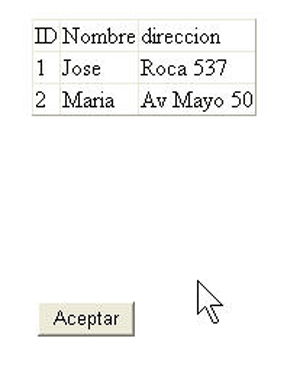 ID Nombre direccion
1 Jose Roca 537
2 Maria Av Mayo 50
Aceptar